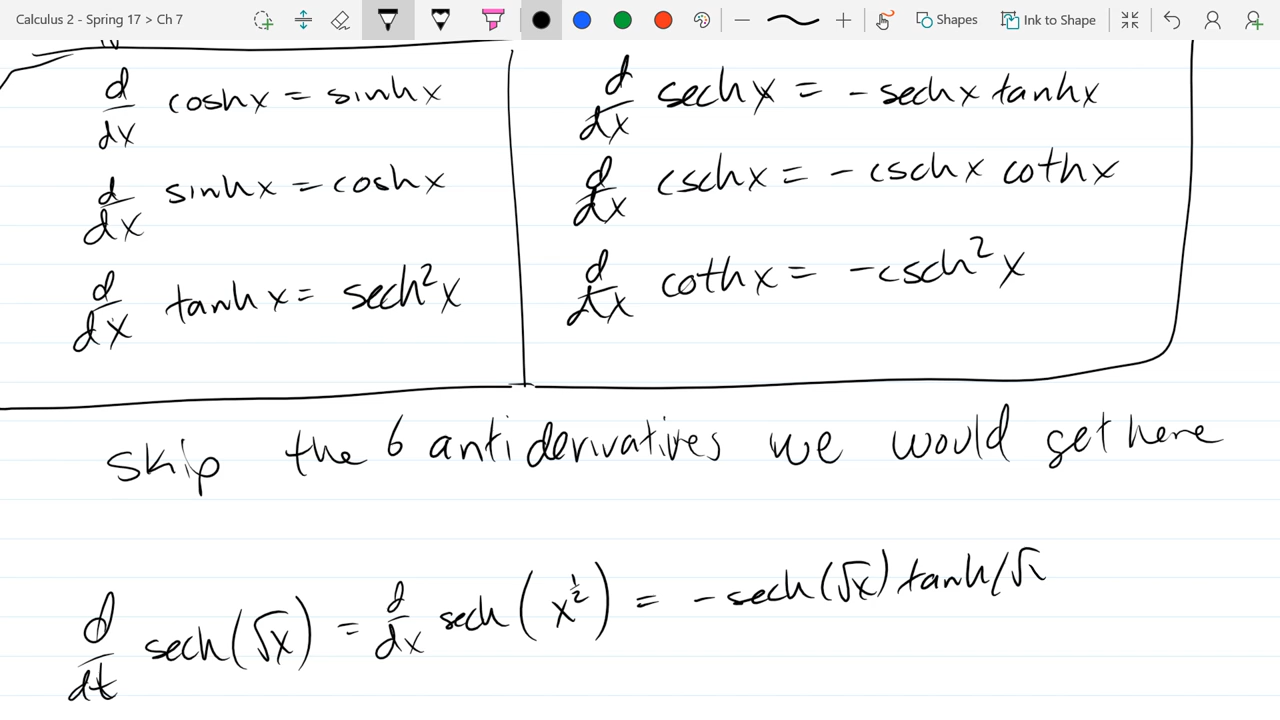 Calculus 2 - Spring 17 > Ch 7
Shapes
Ink to Shape
d/dx coshx = sinhx
d/dx sinhx = coshx
d/dx tanhx = sech²x
d/dx sechx = - sechx tanhx
d/dx cschx = - cschx cothx
d/dx cothx = -csch²x
skip the 6 antiderivatives we would get here
d/dt sech(√x) = d/dx sech(x^½) = - sech(√x) tanh(√x